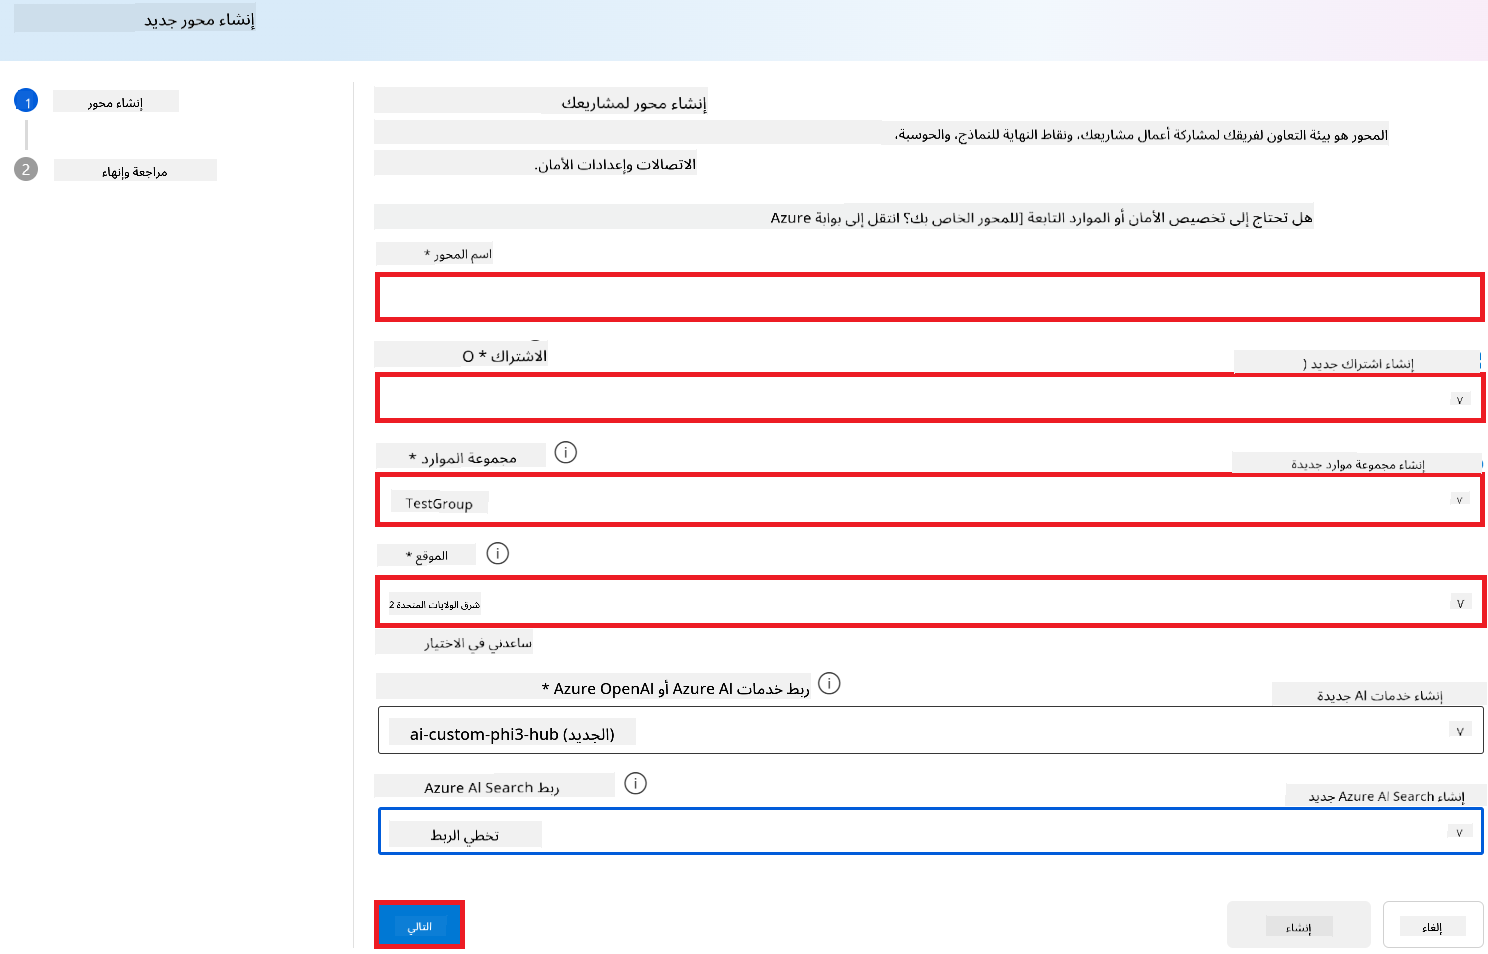 إنشاء محور جديد
1
إنشاء محور
2
مراجعة وإنهاء
إنشاء محور لمشاريعك
المحور هو بيئة التعاون لفريقك لمشاركة أعمال مشاريعك، ونقاط النهاية للنماذج، والحوسبة،
الاتصالات وإعدادات الأمان.
هل تحتاج إلى تخصيص الأمان أو الموارد التابعة [للمحور الخاص بك؟ انتقل إلى بوابة Azure
اسم المحور *
الاشتراك * O
إنشاء اشتراك جديد (
مجموعة الموارد *
إنشاء مجموعة موارد جديدة
TestGroup
الموقع *
شرق الولايات المتحدة 2
ساعدني في الاختيار
ربط خدمات Azure AI أو Azure OpenAI *
إنشاء خدمات AI جديدة
ai-custom-phi3-hub (الجديد)
ربط Azure AI Search
إنشاء Azure AI Search جديد
تخطي الربط
التالي
إنشاء
إلغاء